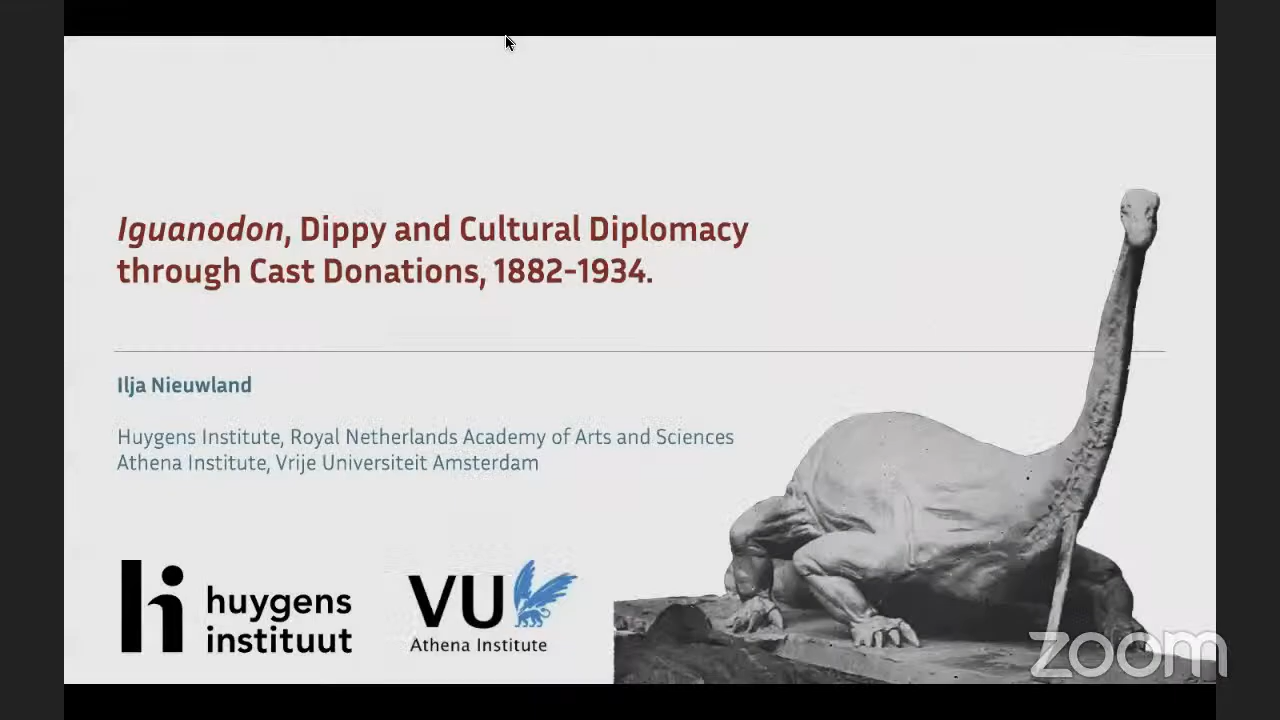 Iguanodon, Dippy and Cultural Diplomacy
through Cast Donations, 1882-1934.
Ilja Nieuwland
Huygens Institute, Royal Netherlands Academy of Arts and Sciences
Athena Institute, Vrije Universiteit Amsterdam
hi huygens
instituut
VU
Athena Institute
zoom